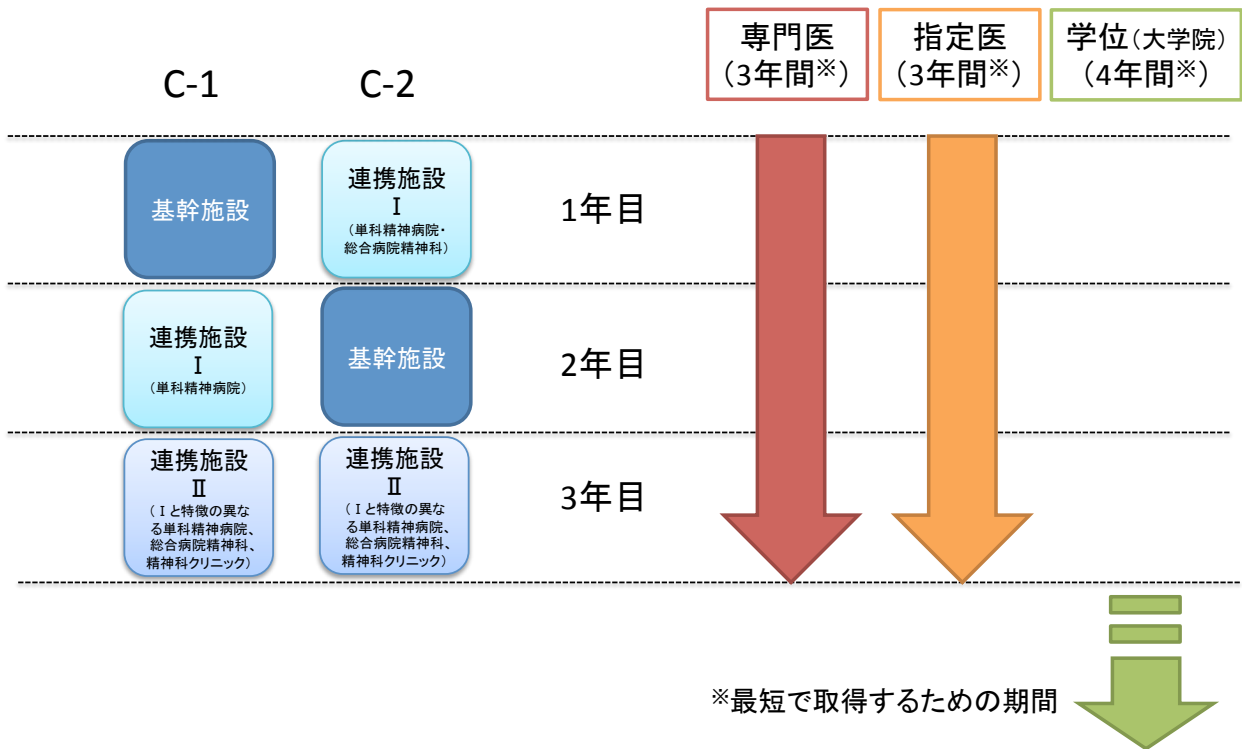 C-1
C-2
専門医
（3年間※）
指定医
（3年間※）
学位（大学院）
（4年間※）
基幹施設
連携施設
Ⅰ
（単科精神病院・
総合病院精神科）
1年目
連携施設
Ⅰ
（単科精神病院）
基幹施設
2年目
連携施設
Ⅱ
（Ⅰと特徴の異な
る単科精神病院、
総合病院精神科、
精神科クリニック）
連携施設
Ⅱ
（Ⅰと特徴の異な
る単科精神病院、
総合病院精神科、
精神科クリニック）
3年目
※最短で取得するための期間